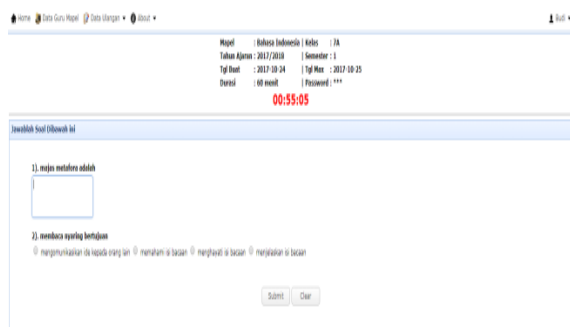 Home Data Guru Mapel Data Ulangan About Budi
Mapel : Bahasa Indonesia | Kelas : 7A
Tahun Ajaran : 2017/2018 | Semester : 1
Tgl Buat : 2017-10-24 | Tgl Max : 2017-10-25
Durasi : 60 menit | Password : ***
00:55:05
Jawablah Soal Dibawah ini
1). majas metafora adalah
2). membaca nyaring bertujuan
mengomunikasikan ide kepada orang lain memahami isi bacaan menghayati isi bacaan menjelaskan isi bacaan
Submit Clear